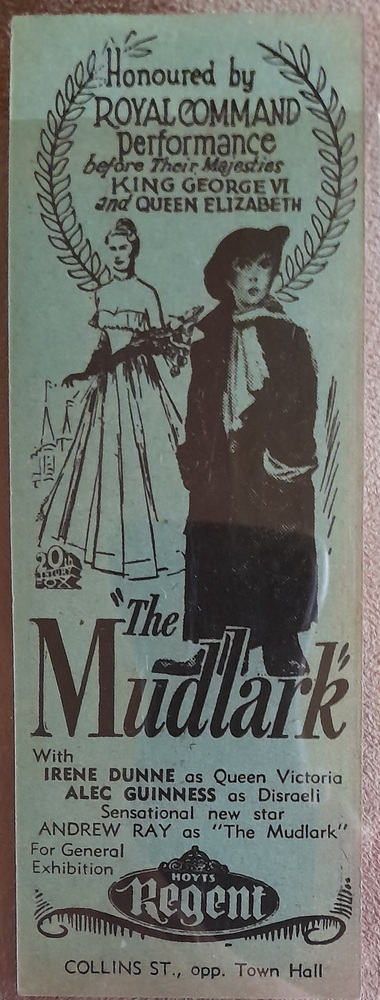 Honoured by
ROYAL COMMAND
Performance
before Their Majesties
KING GEORGE VI
and QUEEN ELIZABETH
20th
CENTURY
FOX
"The
Mudlark"
With
IRENE DUNNE as Queen Victoria
ALEC GUINNESS as Disraeli
Sensational new star
ANDREW RAY as "The Mudlark"
For General
Exhibition
HOYTS
Regent
COLLINS ST., opp. Town Hall